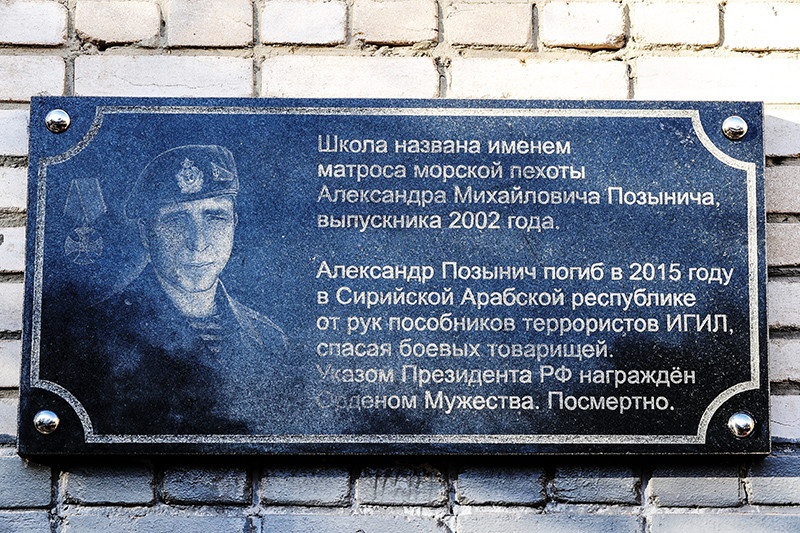 Школа названа именем
матроса морской пехоты
Александра Михайловича Позынича,
выпускника 2002 года.
Александр Позынич погиб в 2015 году
в Сирийской Арабской республике
от рук пособников террористов ИГИЛ,
спасая боевых товарищей.
Указом Президента РФ награждён
Орденом Мужества. Посмертно.